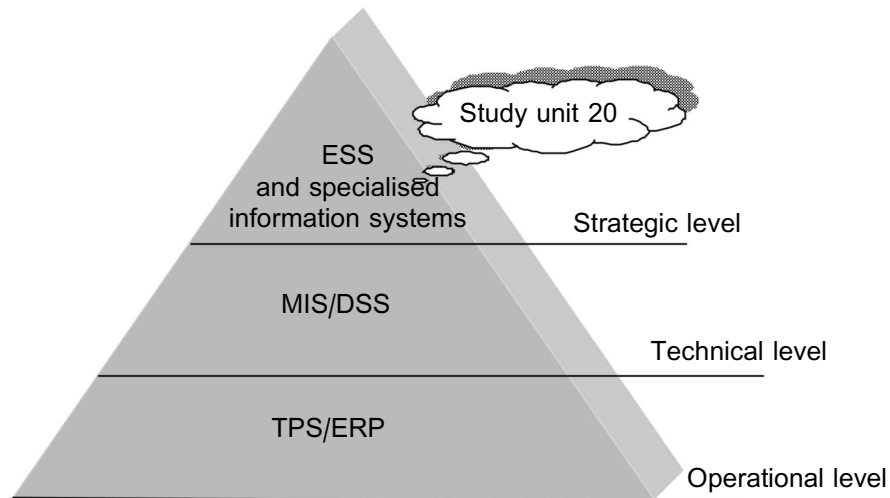 Study unit 20
ESS
and specialised
information systems
Strategic level
MIS/DSS
Technical level
TPS/ERP
Operational level